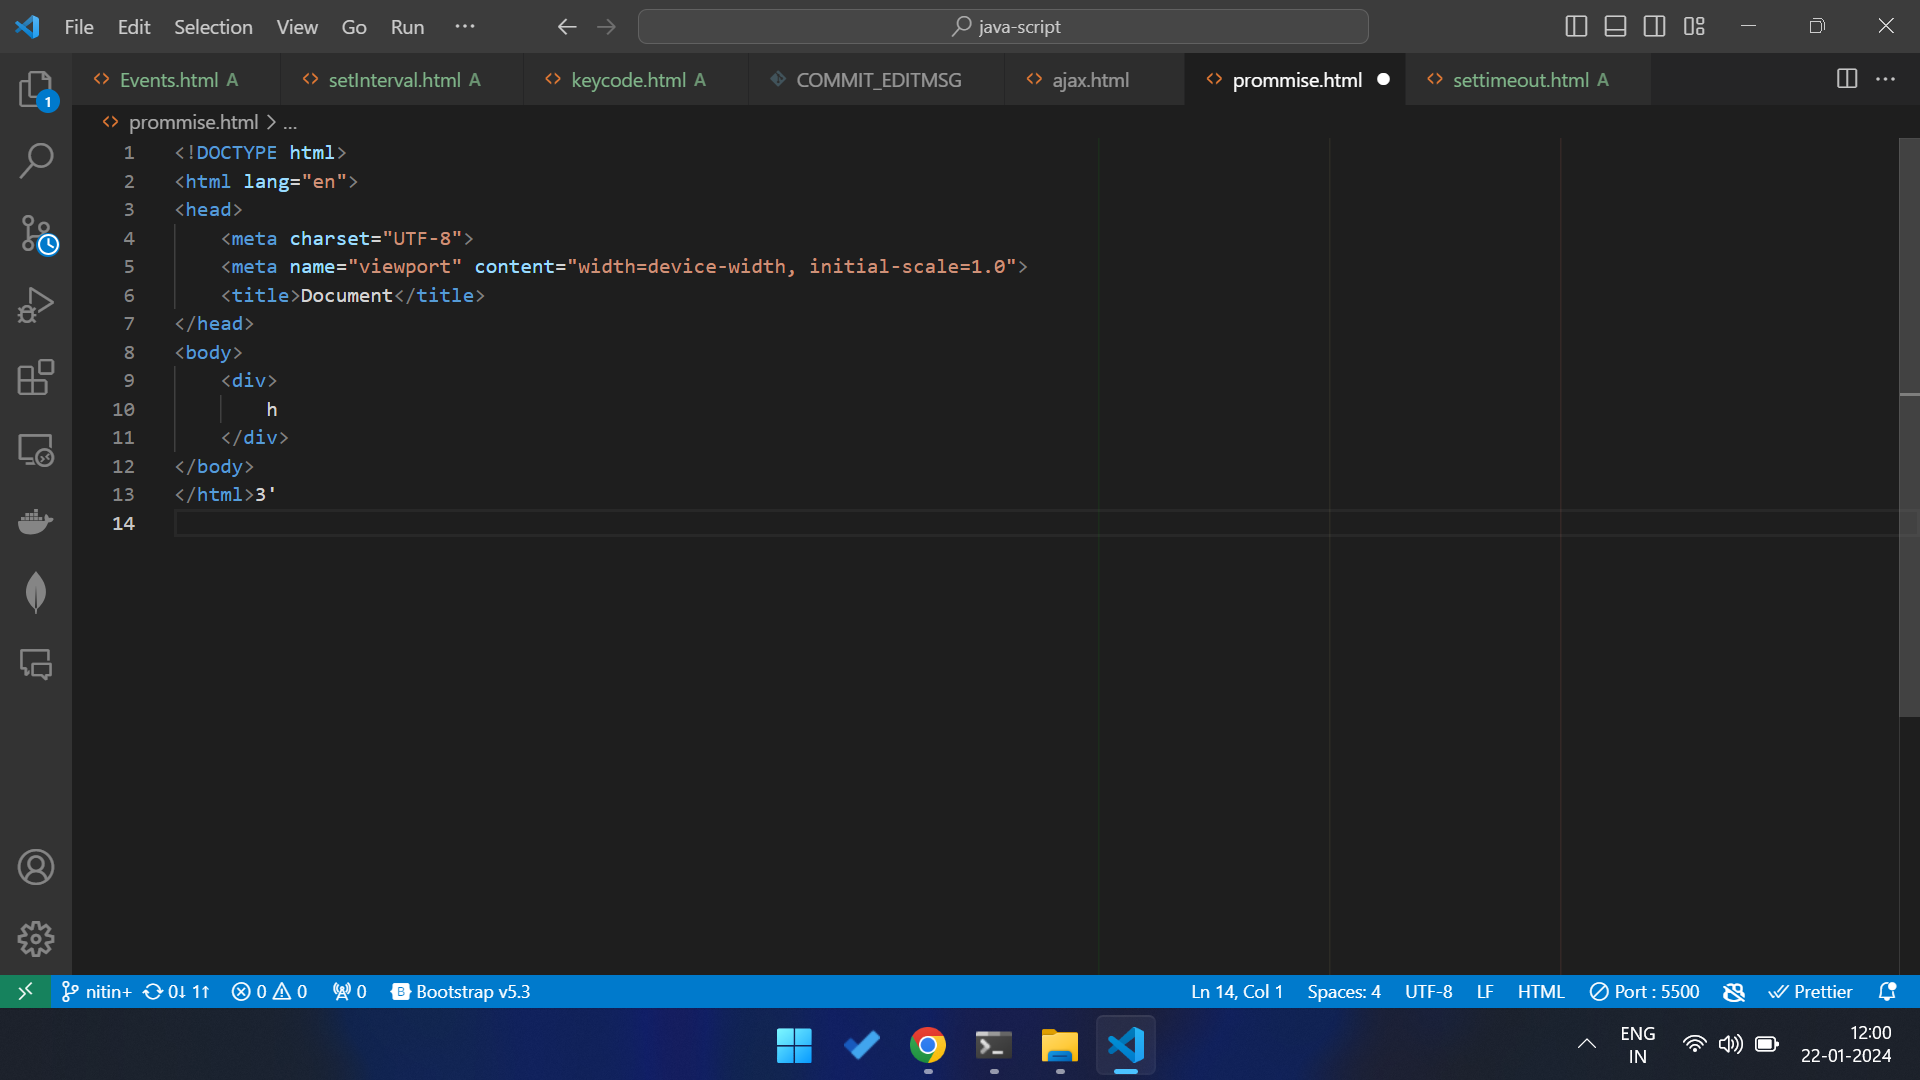 File Edit Selection View Go Run ···
java-script
Events.html A setInterval.html A keycode.html A COMMIT_EDITMSG ajax.html prommise.html settimeout.html A
1
prommise.html > ...
1 <!DOCTYPE html>
2 <html lang="en">
3 <head>
4 <meta charset="UTF-8">
5 <meta name="viewport" content="width=device-width, initial-scale=1.0">
6 <title>Document</title>
7 </head>
8 <body>
9 <div>
10 h
11 </div>
12 </body>
13 </html>3'
14
nitin+ 0↓ 1↑ 0 0 0 B Bootstrap v5.3 Ln 14, Col 1 Spaces: 4 UTF-8 LF HTML Port : 5500 Prettier
ENG 12:00
IN 22-01-2024